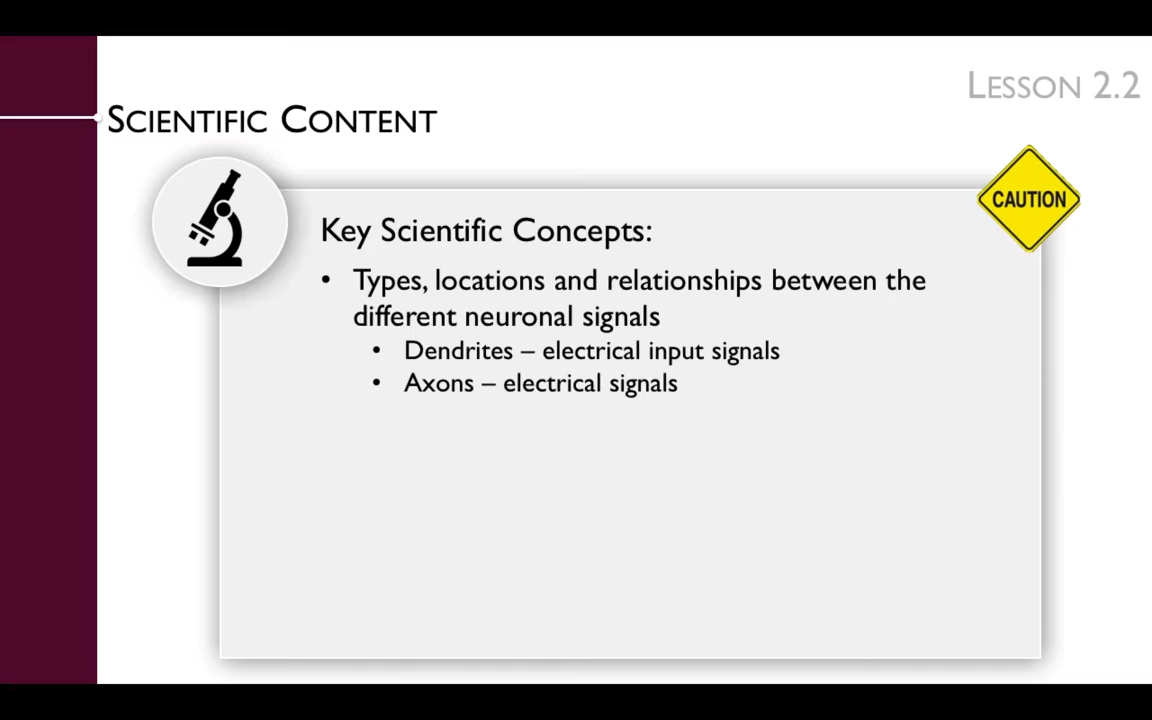 LESSON 2.2
SCIENTIFIC CONTENT
CAUTION
Key Scientific Concepts:
• Types, locations and relationships between the
different neuronal signals
• Dendrites – electrical input signals
• Axons – electrical signals